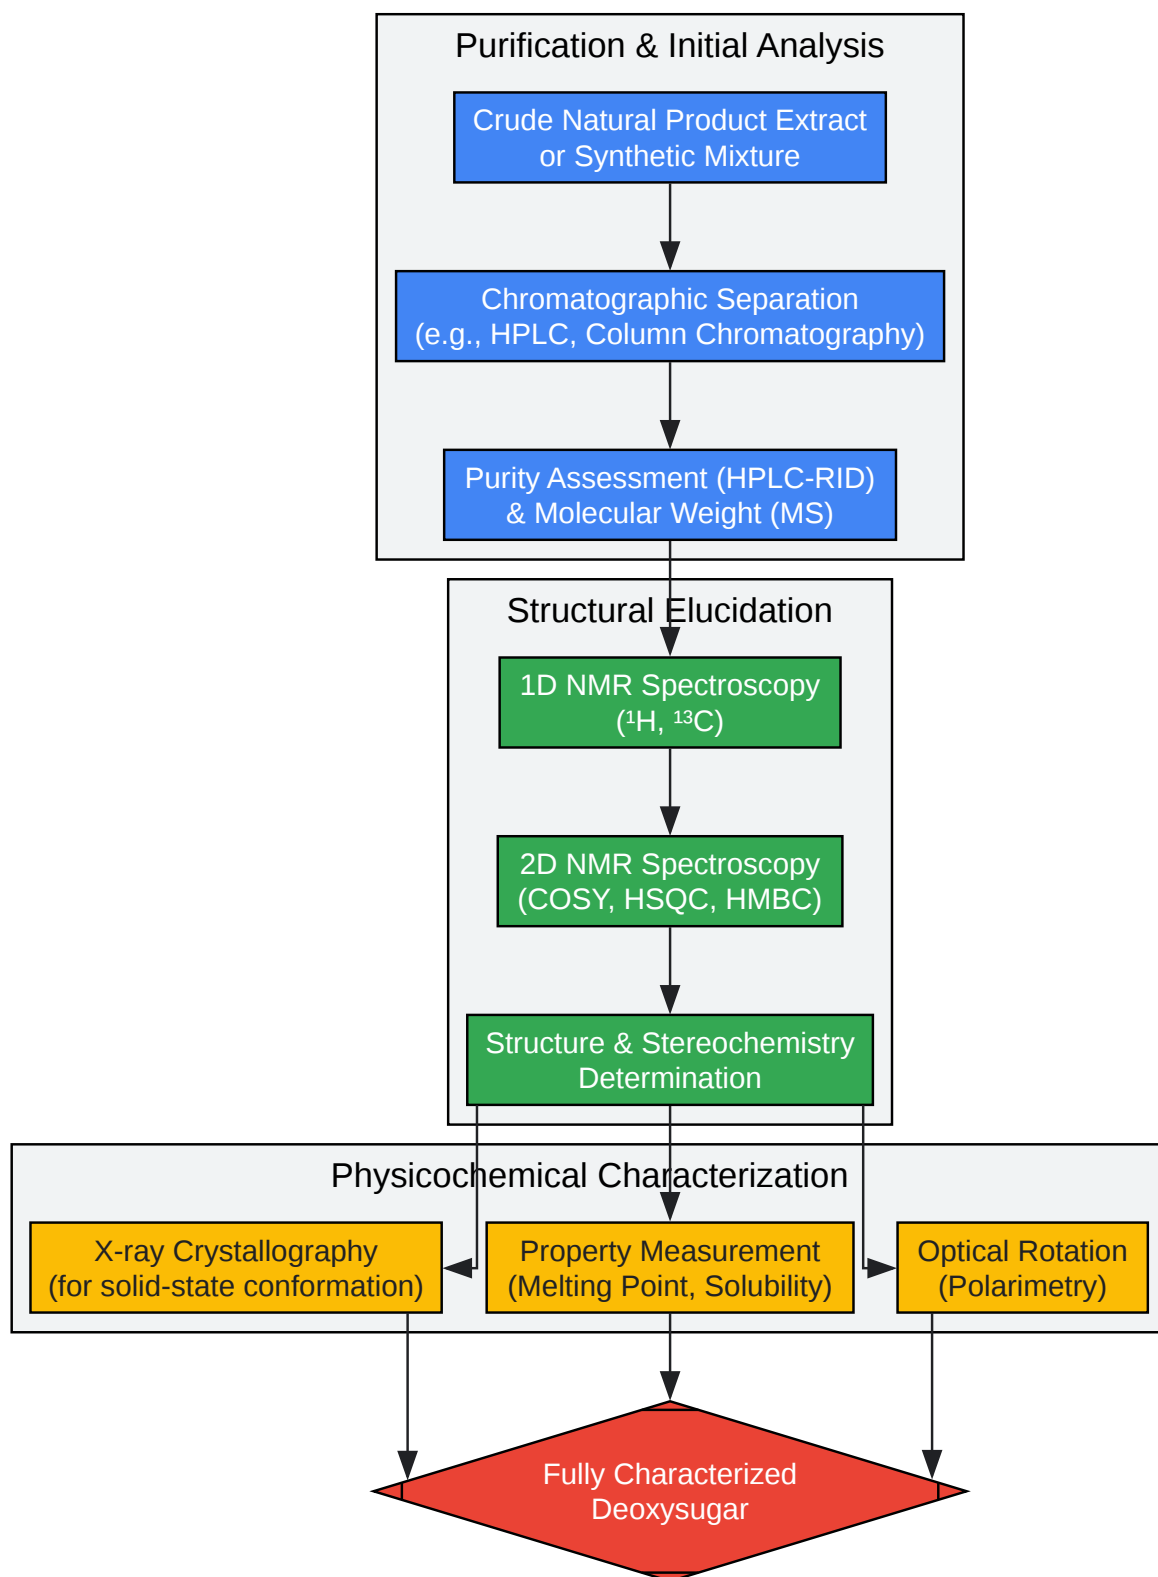 Purification & Initial Analysis
Crude Natural Product Extract
or Synthetic Mixture
Chromatographic Separation
(e.g., HPLC, Column Chromatography)
Purity Assessment (HPLC-RID)
& Molecular Weight (MS)
Structural Elucidation
1D NMR Spectroscopy
(¹H, ¹³C)
2D NMR Spectroscopy
(COSY, HSQC, HMBC)
Structure & Stereochemistry
Determination
Physicochemical Characterization
X-ray Crystallography
(for solid-state conformation)
Property Measurement
(Melting Point, Solubility)
Optical Rotation
(Polarimetry)
Fully Characterized
Deoxysugar